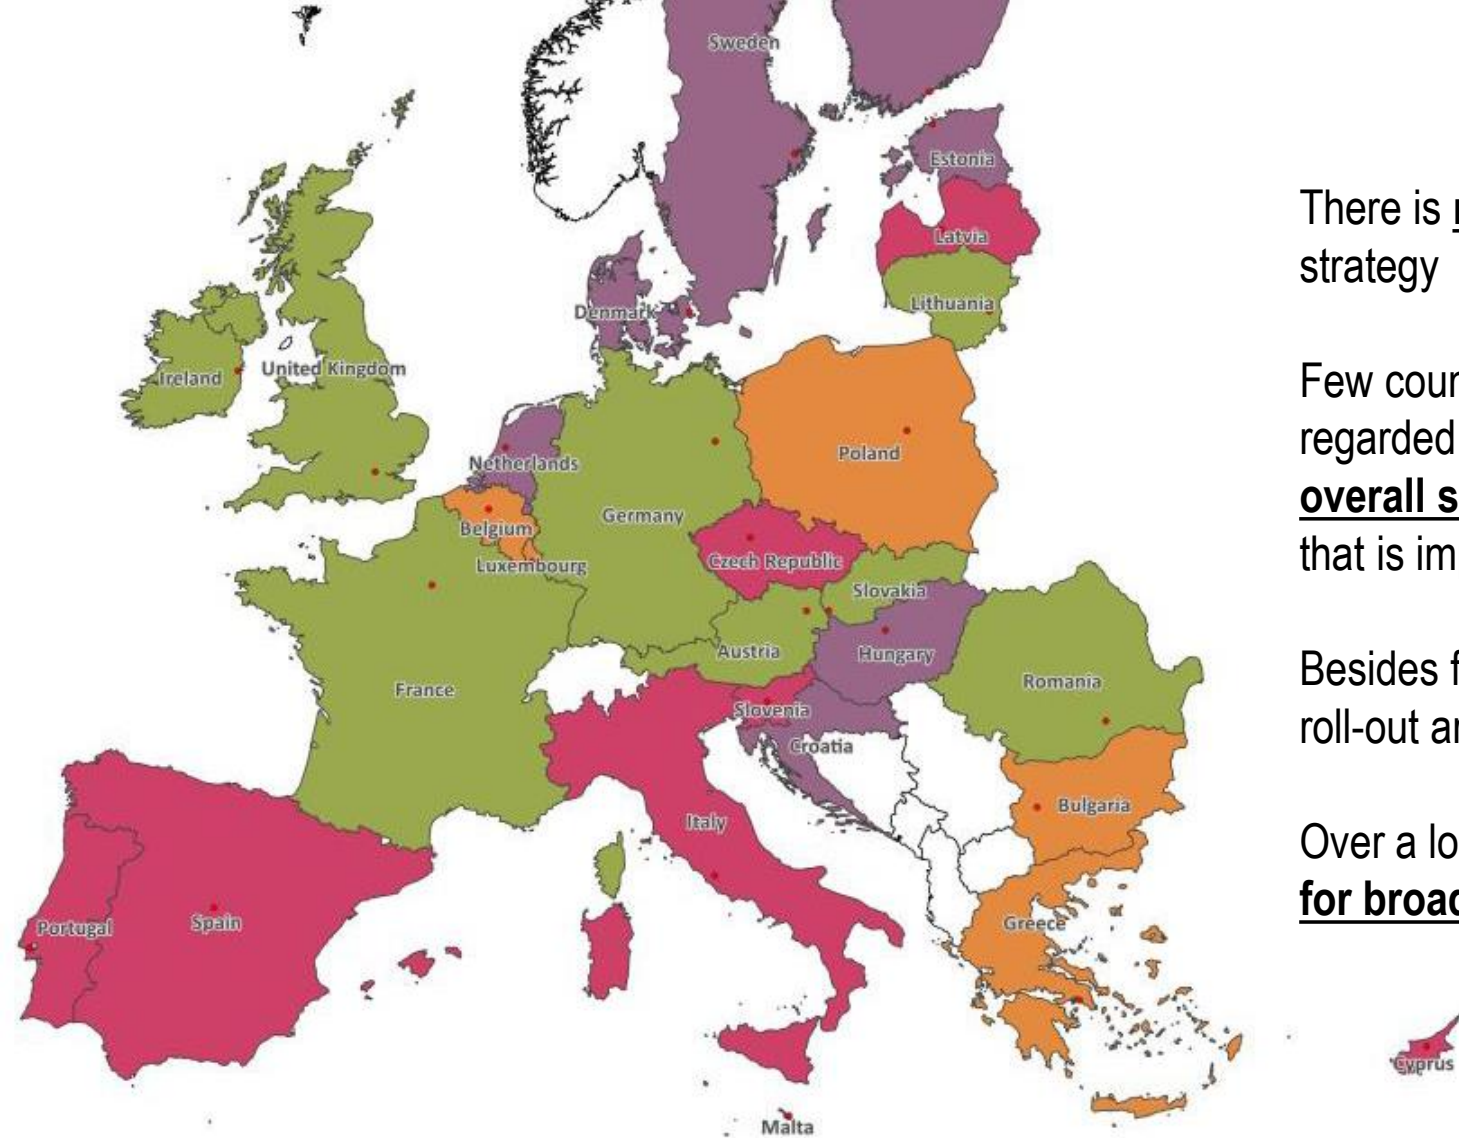 Sweden
Estonia
Latvia
Lithuania
Denmark
Ireland
United Kingdom
Netherlands
Poland
Belgium
Germany
Luxembourg
Czech Republic
Slovakia
Austria
Hungary
France
Romania
Slovenia
Croatia
Bulgaria
Italy
Portugal
Spain
Greece
Cyprus
Malta
There is
strategy
Few cour
regarded
overall s
that is im
Besides f
roll-out ar
Over a lo
for broad